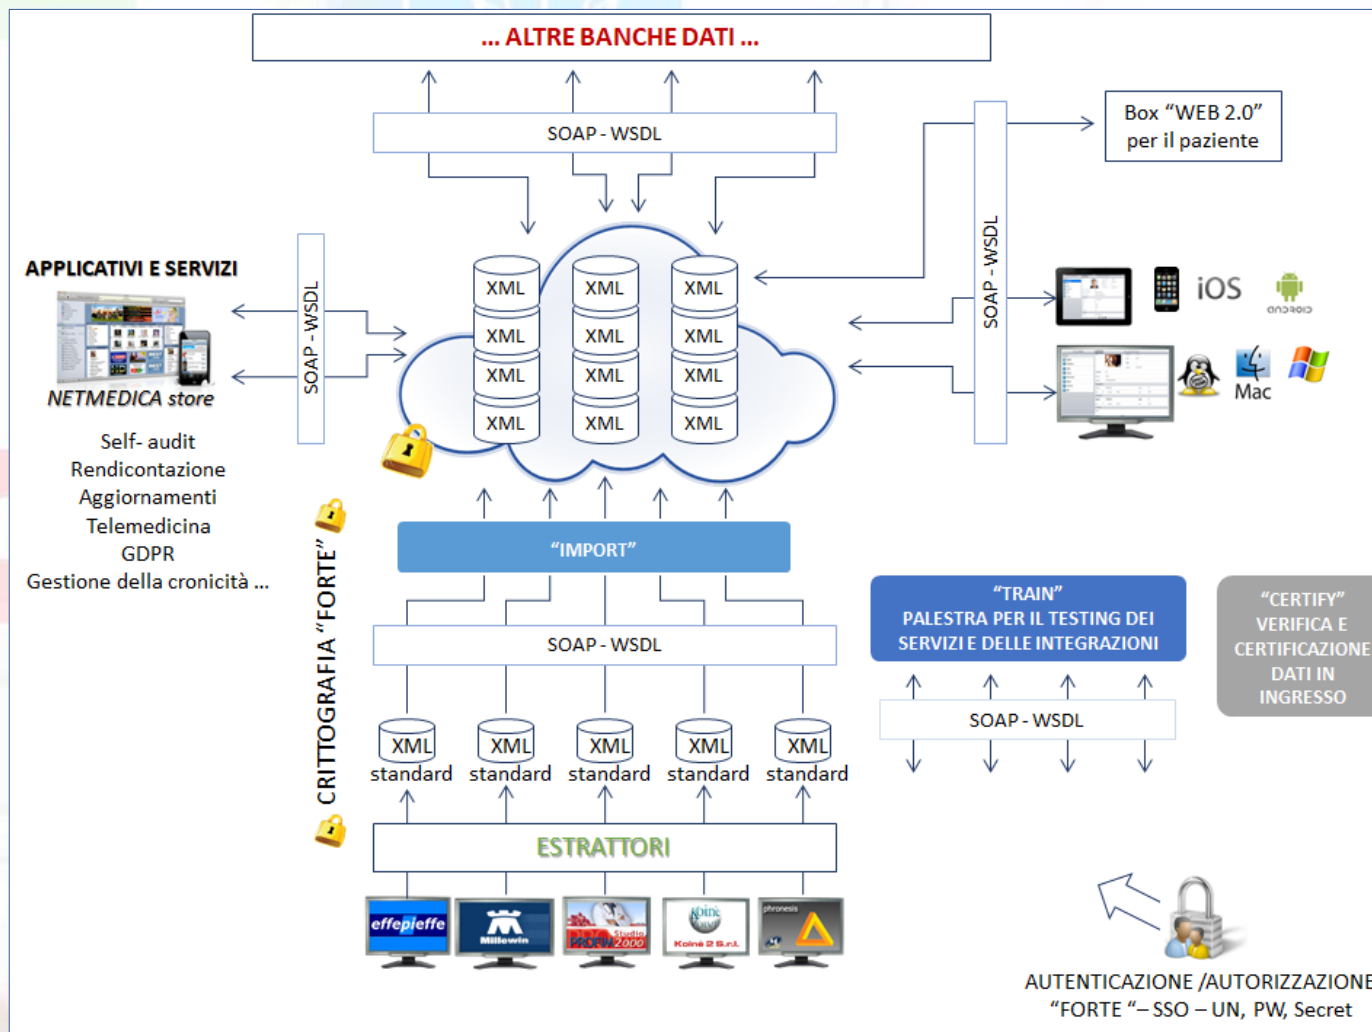 ... ALTRE BANCHE DATI ...
SOAP - WSDL
Box “WEB 2.0”
per il paziente
SOAP - WSDL
APPLICATIVI E SERVIZI
SOAP - WSDL
NETMEDICA store
Self- audit
Rendicontazione
Aggiornamenti
Telemedicina
GDPR
Gestione della cronicità ...
XML XML XML
XML XML XML
XML XML XML
XML XML XML
iOS
android
Mac
CRITTOGRAFIA “FORTE”
“IMPORT”
SOAP - WSDL
XML XML XML XML XML
standard standard standard standard standard
ESTRATTORI
effepieffe
Millewin
Studio
PROFIM2000
Koinè
Koinè 2 S.r.l.
phronesis
“TRAIN”
PALESTRA PER IL TESTING DEI
SERVIZI E DELLE INTEGRAZIONI
SOAP - WSDL
“CERTIFY”
VERIFICA E
CERTIFICAZIONE
DATI IN
INGRESSO
AUTENTICAZIONE /AUTORIZZAZIONE
“FORTE “– SSO – UN, PW, Secret